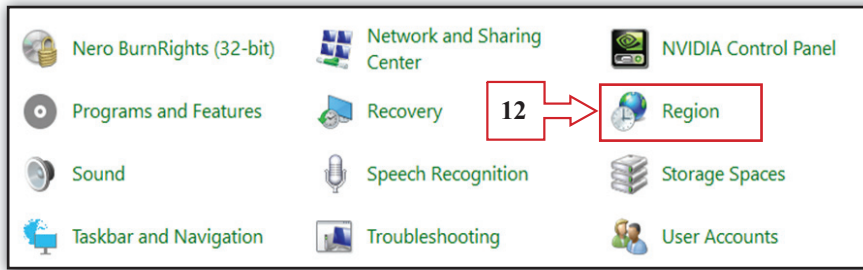 Nero BurnRights (32-bit)
Network and Sharing
Center
NVIDIA Control Panel
Programs and Features
Recovery
12
Region
Sound
Speech Recognition
Storage Spaces
Taskbar and Navigation
Troubleshooting
User Accounts